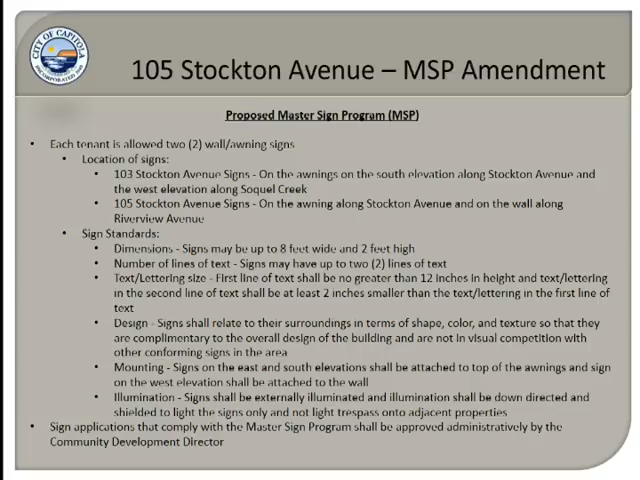 CITY OF CAPITOLA
INCORPORATED 1949
105 Stockton Avenue – MSP Amendment
Proposed Master Sign Program (MSP)
• Each tenant is allowed two (2) wall/awning signs
• Location of signs:
• 103 Stockton Avenue Signs - On the awnings on the south elevation along Stockton Avenue and
the west elevation along Soquel Creek
• 105 Stockton Avenue Signs - On the awning along Stockton Avenue and on the wall along
Riverview Avenue
• Sign Standards:
• Dimensions - Signs may be up to 8 feet wide and 2 feet high
• Number of lines of text - Signs may have up to two (2) lines of text
• Text/Lettering size - First line of text shall be no greater than 12 inches in height and text/lettering
in the second line of text shall be at least 2 inches smaller than the text/lettering in the first line of
text
• Design - Signs shall relate to their surroundings in terms of shape, color, and texture so that they
are complimentary to the overall design of the building and are not in visual competition with
other conforming signs in the area
• Mounting - Signs on the east and south elevations shall be attached to top of the awnings and sign
on the west elevation shall be attached to the wall
• Illumination - Signs shall be externally illuminated and illumination shall be down directed and
shielded to light the signs only and not light trespass onto adjacent properties
• Sign applications that comply with the Master Sign Program shall be approved administratively by the
Community Development Director